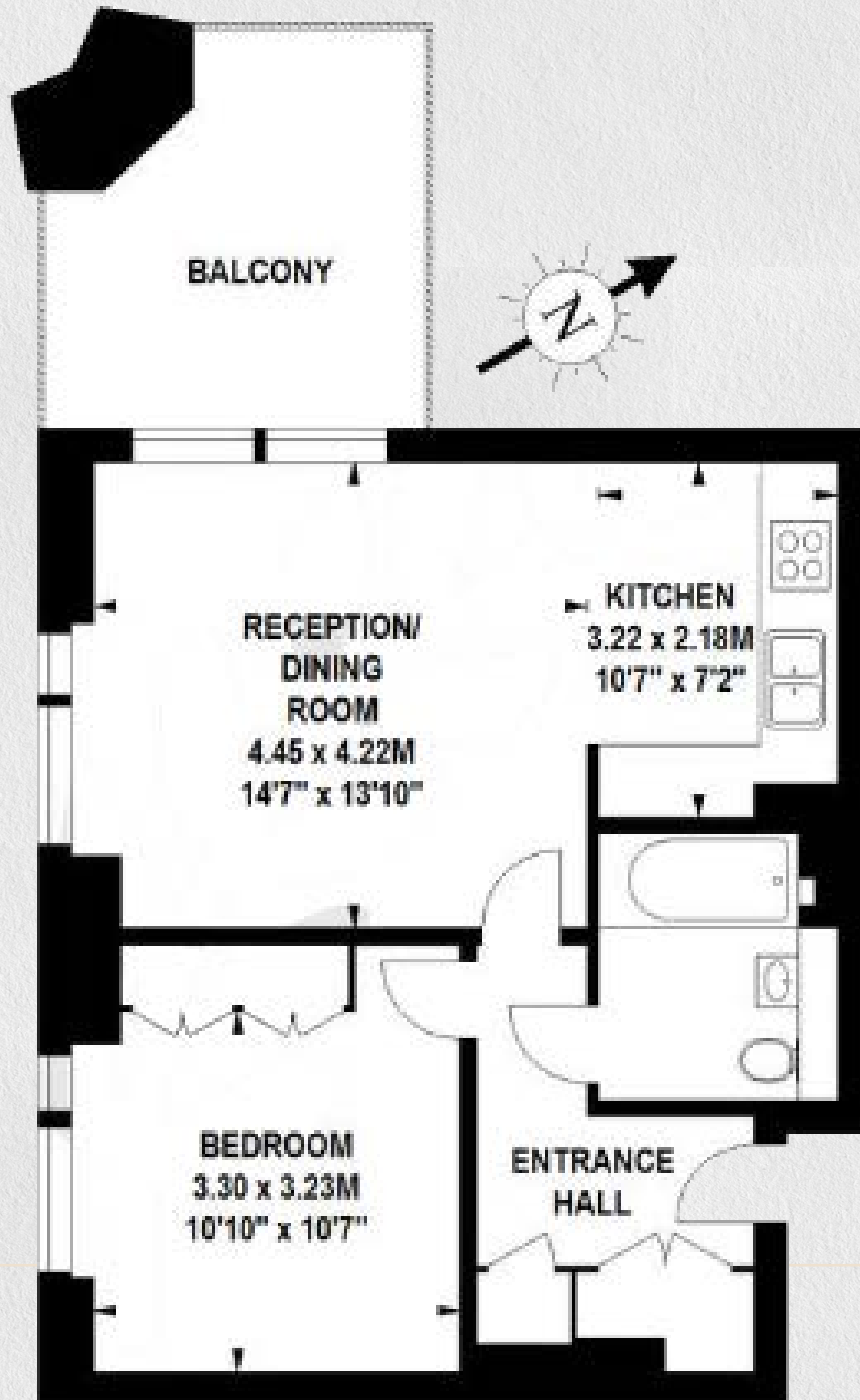 BALCONY
N
RECEPTION/
DINING
ROOM
4.45 x 4.22M
14'7" x 13'10"
KITCHEN
3.22 x 2.18M
10'7" x 7'2"
BEDROOM
3.30 x 3.23M
10'10" x 10'7"
ENTRANCE
HALL